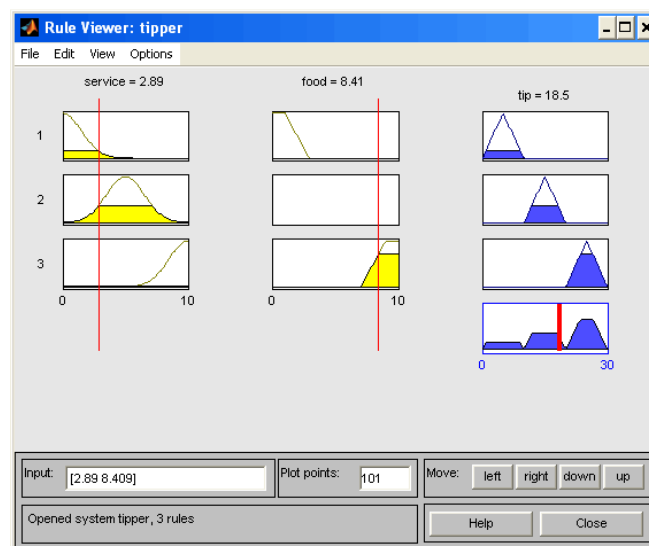 Rule Viewer: tipper
File Edit View Options
service = 2.89 food = 8.41 tip = 18.5
1
2
3
0 10 0 10
0 30
Input: [2.89 8.409] Plot points: 101 Move: left right down up
Opened system tipper, 3 rules Help Close